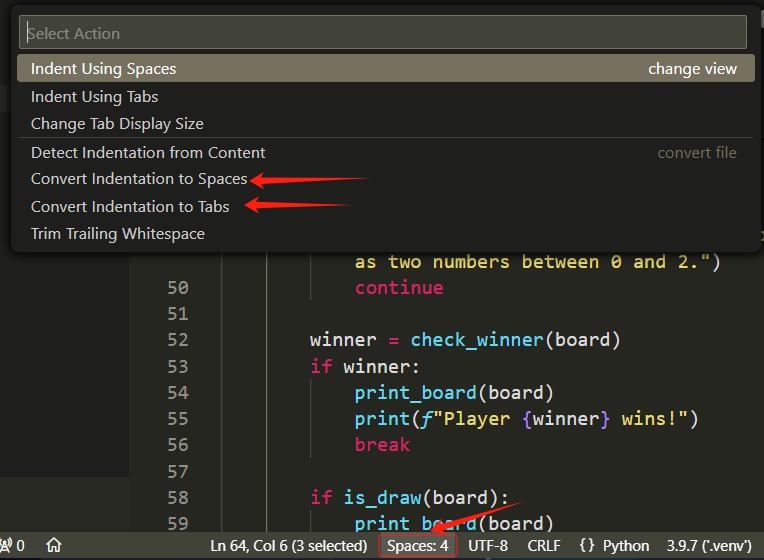 Select Action
Indent Using Spaces change view
Indent Using Tabs
Change Tab Display Size
Detect Indentation from Content convert file
Convert Indentation to Spaces
Convert Indentation to Tabs
Trim Trailing Whitespace
as two numbers between 0 and 2.")
50 continue
51
52 winner = check_winner(board)
53 if winner:
54 print_board(board)
55 print(f"Player {winner} wins!")
56 break
57
58 if is_draw(board):
59 print_board(board)
0 Ln 64, Col 6 (3 selected) Spaces: 4 UTF-8 CRLF {} Python 3.9.7 ('.venv')